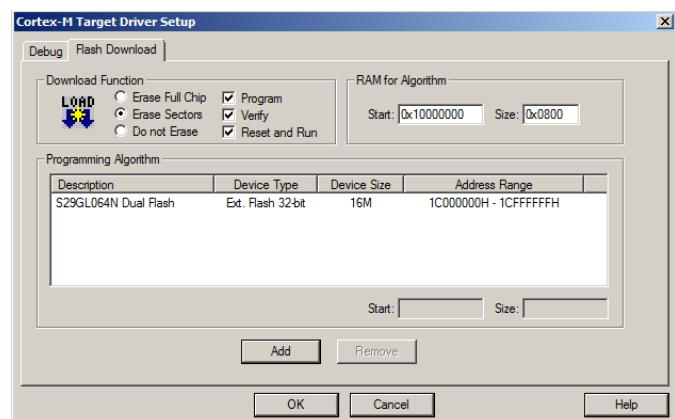 Cortex-M Target Driver Setup
Debug Flash Download
Download Function
LOAD
Erase Full Chip
Erase Sectors
Do not Erase
Program
Verify
Reset and Run
RAM for Algorithm
Start: 0x10000000 Size: 0x0800
Programming Algorithm
Description Device Type Device Size Address Range
S29GL064N Dual Flash Ext. Flash 32-bit 16M 1C000000H - 1CFFFFFFH
Start: Size:
Add Remove
OK Cancel Help